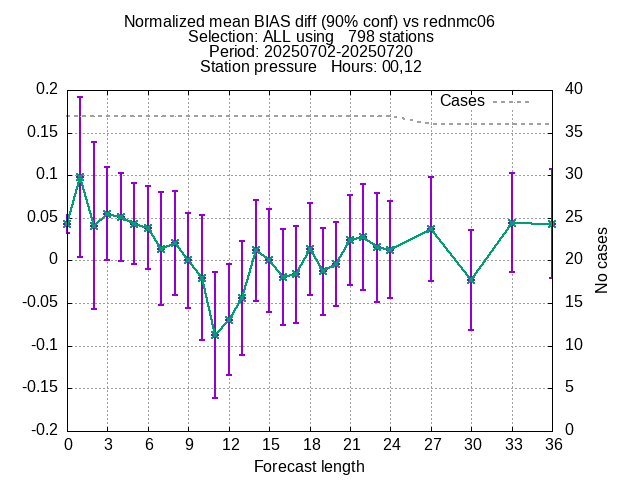 Normalized mean BIAS diff (90% conf) vs rednmc06
Selection: ALL using 798 stations
Period: 20250702-20250720
Station pressure Hours: 00,12
0.2 40
Cases
0.15 35
0.1 30
0.05 25
0 20
-0.05 15
-0.1 10
-0.15 5
-0.2 0
No cases
0 3 6 9 12 15 18 21 24 27 30 33 36
Forecast length